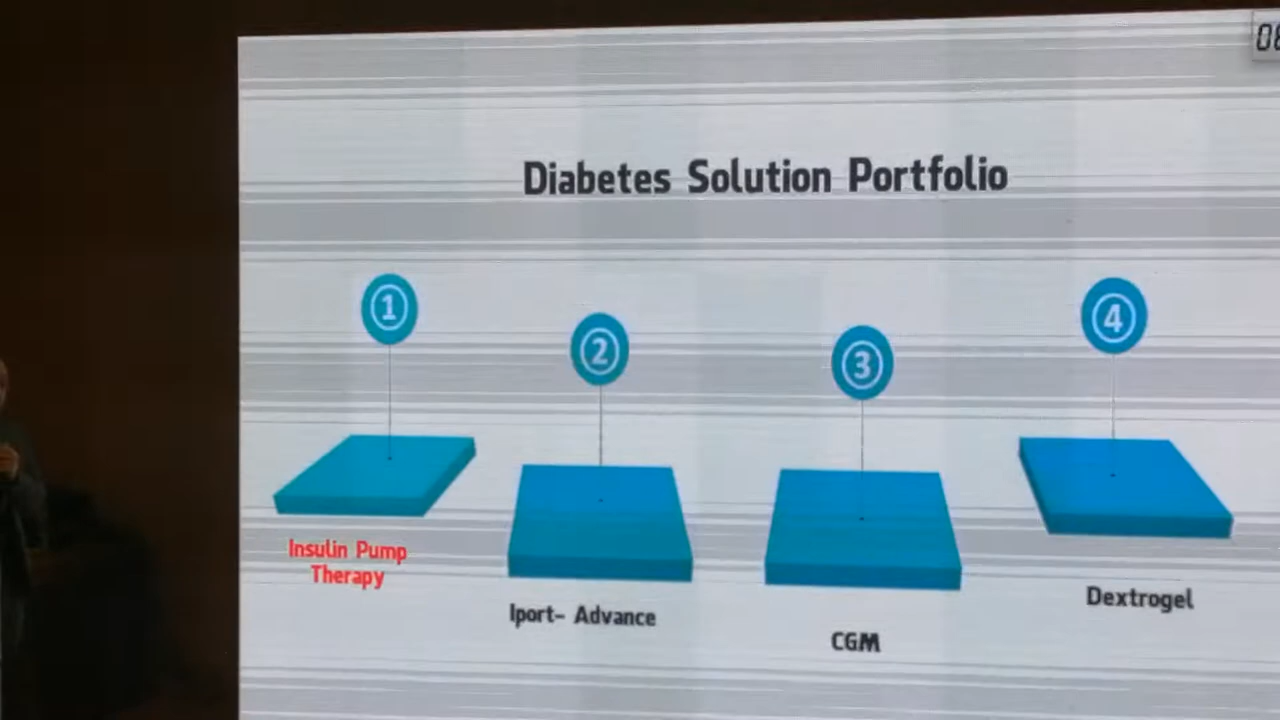 Diabetes Solution Portfolio
1
2
3
4
Insulin Pump
Therapy
Iport- Advance
CGM
Dextrogel